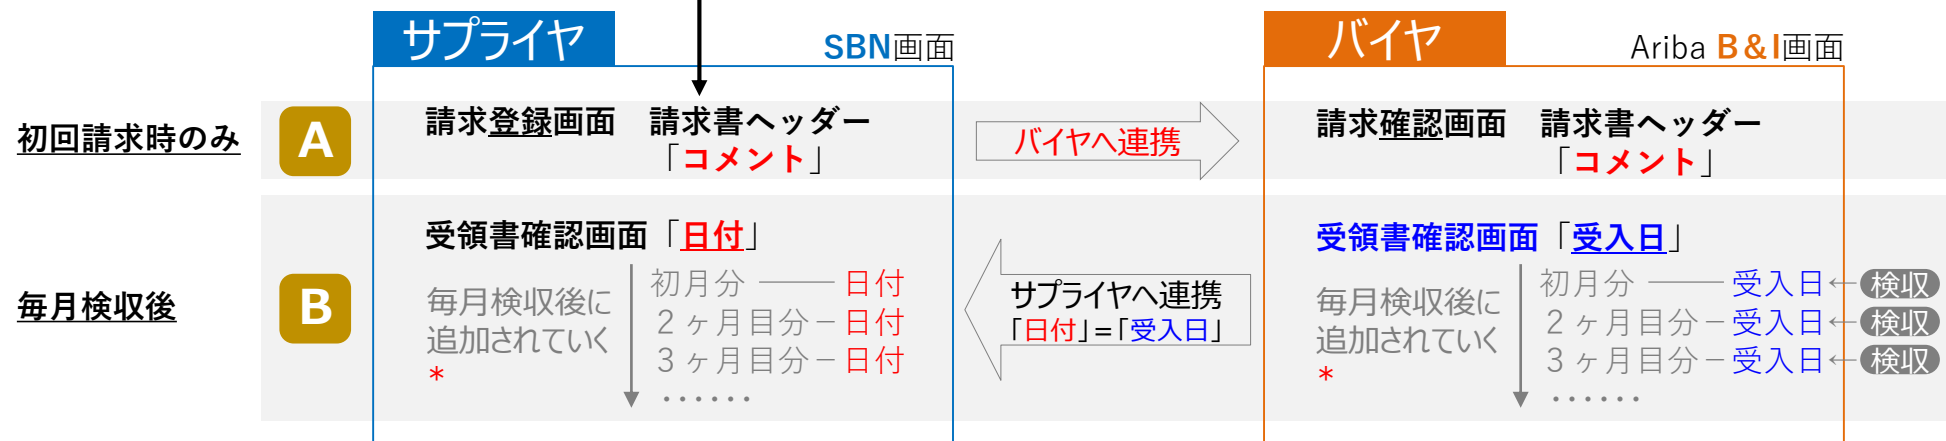 サプライヤ
SBN画面
バイヤ
Ariba B&I画面
初回請求時のみ
A
請求登録画面　請求書ヘッダー
「コメント」
バイヤへ連携
請求確認画面　請求書ヘッダー
「コメント」
毎月検収後
B
受領書確認画面「日付」
毎月検収後に
追加されていく
*
初月分 ── 日付
２ヶ月目分－日付
３ヶ月目分－日付
・・・・・・
サプライヤへ連携
「日付」=「受入日」
受領書確認画面「受入日」
毎月検収後に
追加されていく
*
初月分 ── 受入日←検収
２ヶ月目分－受入日←検収
３ヶ月目分－受入日←検収
・・・・・・